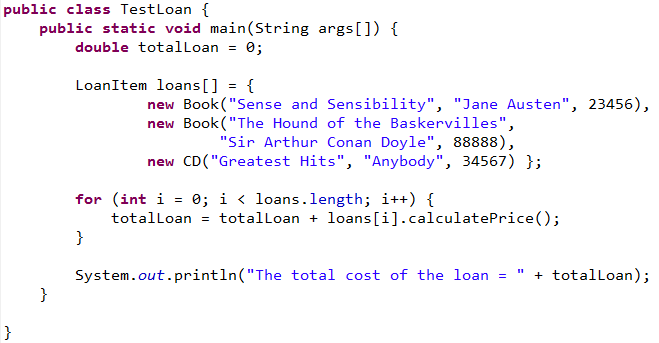 public class TestLoan {
    public static void main(String args[]) {
        double totalLoan = 0;

        LoanItem loans[] = {
                new Book("Sense and Sensibility", "Jane Austen", 23456),
                new Book("The Hound of the Baskervilles",
                        "Sir Arthur Conan Doyle", 88888),
                new CD("Greatest Hits", "Anybody", 34567) };

        for (int i = 0; i < loans.length; i++) {
            totalLoan = totalLoan + loans[i].calculatePrice();
        }

        System.out.println("The total cost of the loan = " + totalLoan);
    }

}